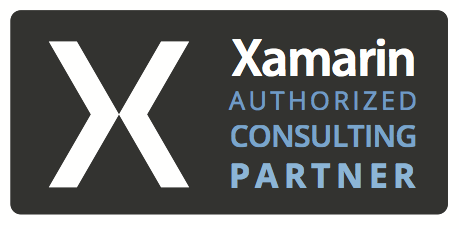 X
Xamarin
AUTHORIZED
CONSULTING
PARTNER